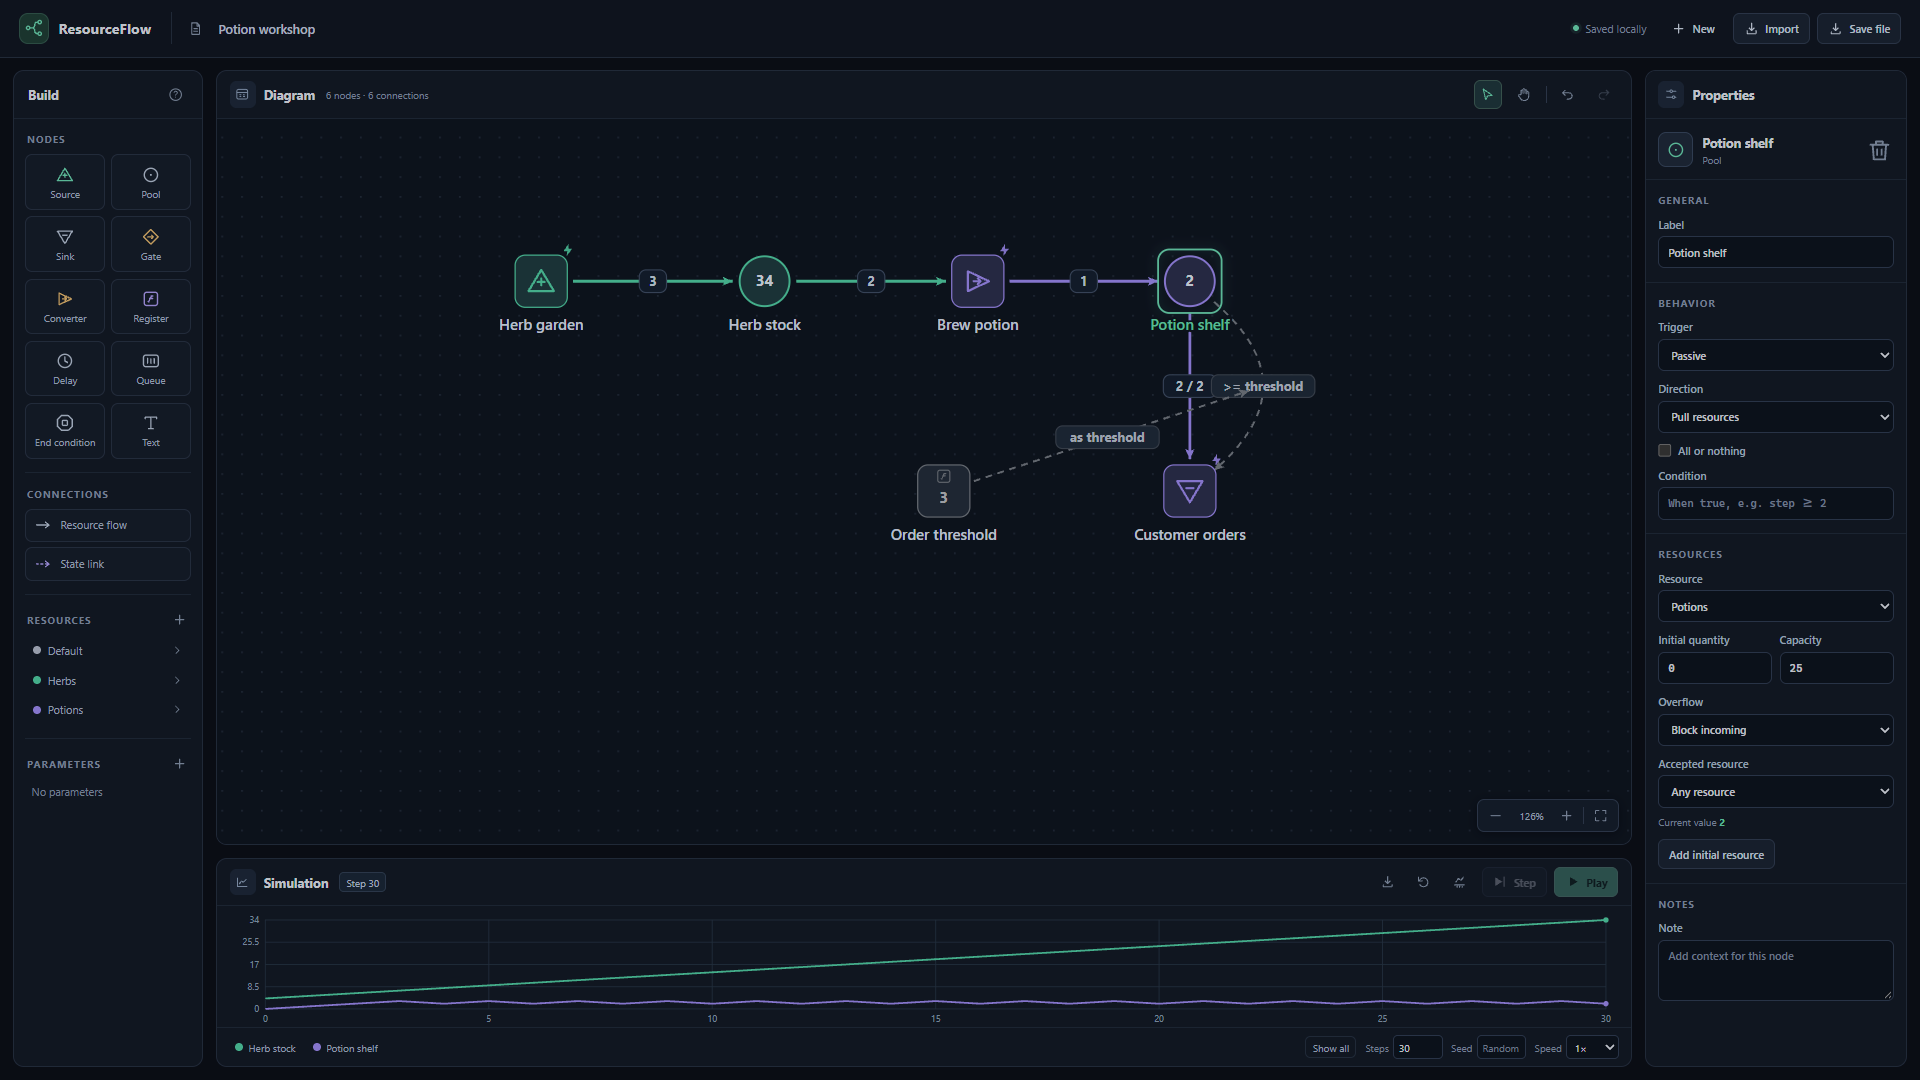 ResourceFlow
Potion workshop
Saved locally
New
Import
Save file
Build
NODES
Source
Pool
Sink
Gate
Converter
Register
Delay
Queue
End condition
Text
CONNECTIONS
Resource flow
State link
RESOURCES
Default
Herbs
Potions
PARAMETERS
No parameters
Diagram
6 nodes · 6 connections
3
34
2
1
2
Herb garden
Herb stock
Brew potion
Potion shelf
2 / 2
>= threshold
as threshold
3
Order threshold
Customer orders
126%
Simulation
Step 30
Step
Play
34
25.5
17
8.5
0
0
5
10
15
20
25
30
Herb stock
Potion shelf
Show all
Steps
30
Seed
Random
Speed
1×
Properties
Potion shelf
Pool
GENERAL
Label
Potion shelf
BEHAVIOR
Trigger
Passive
Direction
Pull resources
All or nothing
Condition
When true, e.g. step ≥ 2
RESOURCES
Resource
Potions
Initial quantity
Capacity
0
25
Overflow
Block incoming
Accepted resource
Any resource
Current value 2
Add initial resource
NOTES
Note
Add context for this node